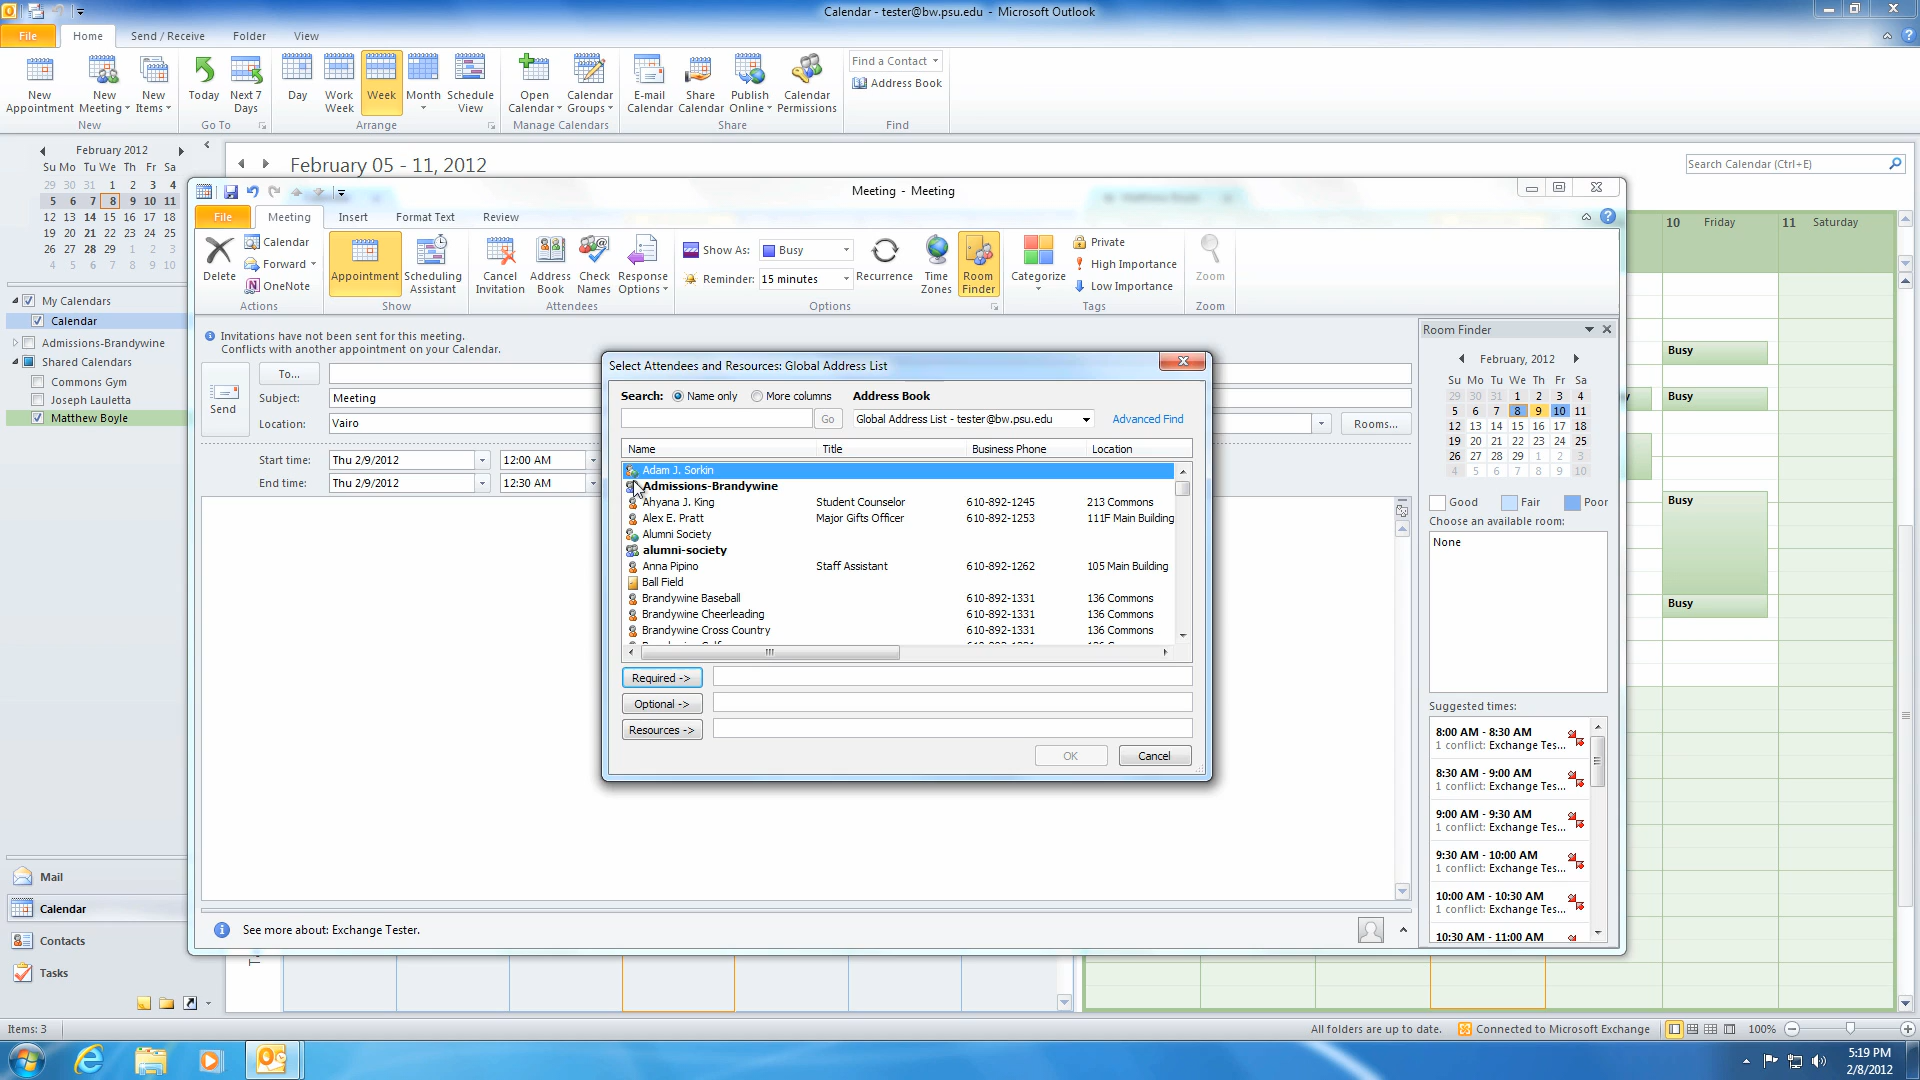 Calendar - tester@bw.psu.edu - Microsoft Outlook
File Home Send / Receive Folder View
New Appointment
New Meeting
New Items
Today
Next 7 Days
Day
Work Week
Week
Month
Schedule View
Open Calendar
Calendar Groups
E-mail Calendar
Share Calendar
Publish Online
Calendar Permissions
Find a Contact
Address Book
New Go To Arrange Manage Calendars Share Find
February 2012
Su Mo Tu We Th Fr Sa
29 30 31 1 2 3 4
5 6 7 8 9 10 11
12 13 14 15 16 17 18
19 20 21 22 23 24 25
26 27 28 29 1 2 3
4 5 6 7 8 9 10
My Calendars
Calendar
Admissions-Brandywine
Shared Calendars
Commons Gym
Joseph Lauletta
Matthew Boyle
Mail
Calendar
Contacts
Tasks
February 05 - 11, 2012
Search Calendar (Ctrl+E)
10 Friday 11 Saturday
Busy
Busy
Busy
Busy
Meeting - Meeting
File Meeting Insert Format Text Review
Delete
Calendar
Forward
OneNote
Appointment
Scheduling Assistant
Cancel Invitation
Address Book
Check Names
Response Options
Show As: Busy
Reminder: 15 minutes
Recurrence
Time Zones
Room Finder
Categorize
Private
High Importance
Low Importance
Zoom
Actions Show Attendees Options Tags Zoom
Invitations have not been sent for this meeting.
Conflicts with another appointment on your Calendar.
Send
To...
Subject: Meeting
Location: Vairo
Rooms...
Start time: Thu 2/9/2012 12:00 AM
End time: Thu 2/9/2012 12:30 AM
See more about: Exchange Tester.
Select Attendees and Resources: Global Address List
Search: Name only More columns Address Book
Go Global Address List - tester@bw.psu.edu Advanced Find
Name Title Business Phone Location
Adam J. Sorkin
Admissions-Brandywine
Ahyana J. King Student Counselor 610-892-1245 213 Commons
Alex E. Pratt Major Gifts Officer 610-892-1253 111F Main Building
Alumni Society
alumni-society
Anna Pipino Staff Assistant 610-892-1262 105 Main Building
Ball Field
Brandywine Baseball 610-892-1331 136 Commons
Brandywine Cheerleading 610-892-1331 136 Commons
Brandywine Cross Country 610-892-1331 136 Commons
Required ->
Optional ->
Resources ->
OK Cancel
Room Finder
February, 2012
Su Mo Tu We Th Fr Sa
29 30 31 1 2 3 4
5 6 7 8 9 10 11
12 13 14 15 16 17 18
19 20 21 22 23 24 25
26 27 28 29 1 2 3
4 5 6 7 8 9 10
Good Fair Poor
Choose an available room:
None
Suggested times:
8:00 AM - 8:30 AM
1 conflict: Exchange Tes...
8:30 AM - 9:00 AM
1 conflict: Exchange Tes...
9:00 AM - 9:30 AM
1 conflict: Exchange Tes...
9:30 AM - 10:00 AM
1 conflict: Exchange Tes...
10:00 AM - 10:30 AM
1 conflict: Exchange Tes...
10:30 AM - 11:00 AM
Items: 3
All folders are up to date. Connected to Microsoft Exchange 100%
5:19 PM
2/8/2012